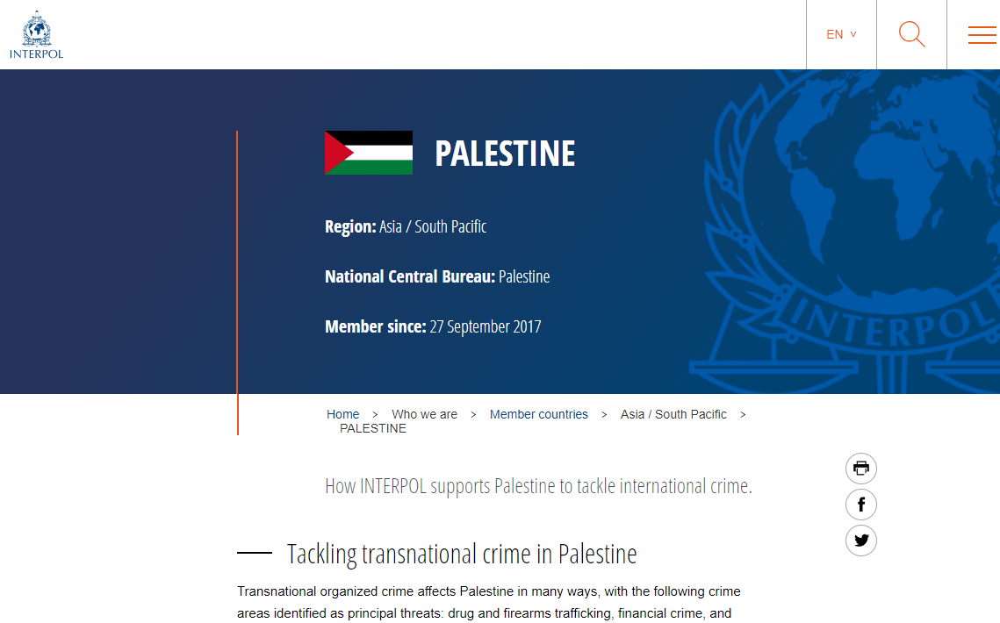 INTERPOL
EN
PALESTINE
Region: Asia / South Pacific
National Central Bureau: Palestine
Member since: 27 September 2017
INTERPOL
Home > Who we are > Member countries > Asia / South Pacific >
PALESTINE
How INTERPOL supports Palestine to tackle international crime.
Tackling transnational crime in Palestine
Transnational organized crime affects Palestine in many ways, with the following crime
areas identified as principal threats: drug and firearms trafficking, financial crime, and